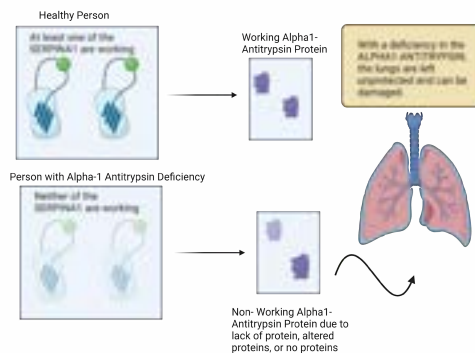 Healthy Person
At least one of the
SERPINA1 are working
Working Alpha1-
Antitrypsin Protein
With a deficiency in the
ALPHA1 ANTITRYPSIN,
the lungs are left
unprotected and can be
damaged
Person with Alpha-1 Antitrypsin Deficiency
Neither of the
SERPINA1 are working
Non- Working Alpha1-
Antitrypsin Protein due to
lack of protein, altered
proteins, or no proteins